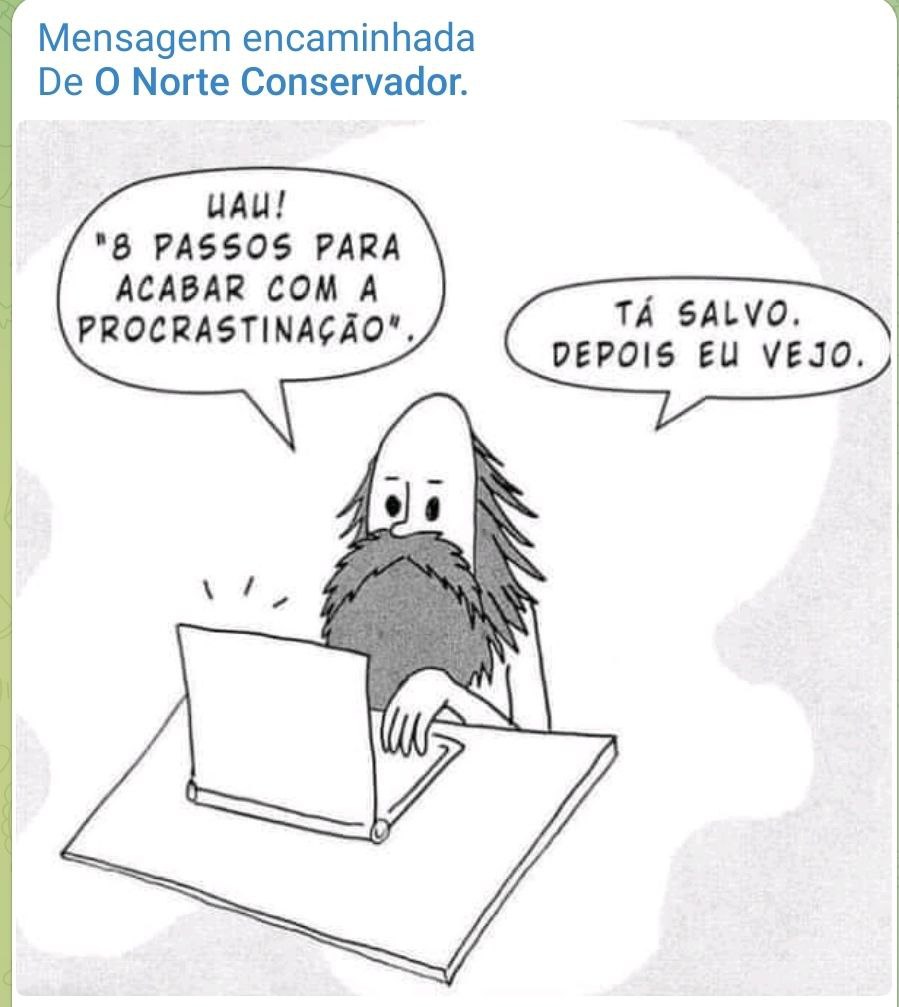 Mensagem encaminhada
De O Norte Conservador.
UAU!
"8 PASSOS PARA
ACABAR COM A
PROCRASTINAÇÃO".
TÁ SALVO.
DEPOIS EU VEJO.